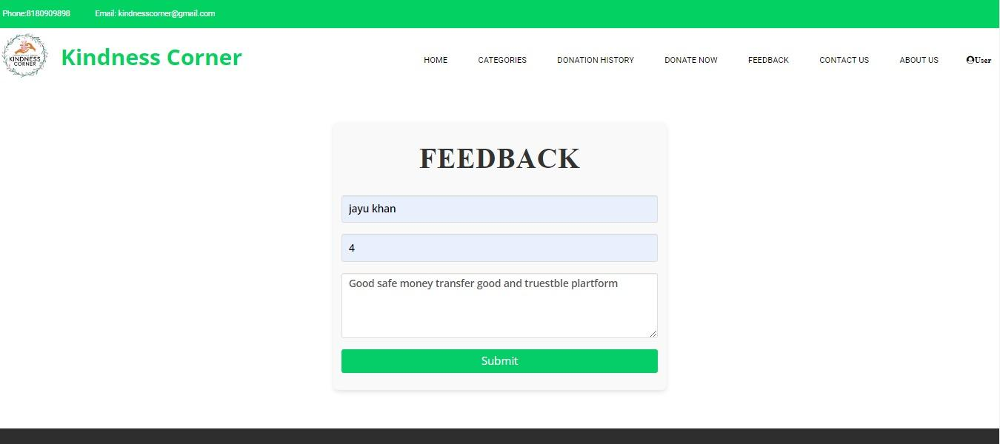 Phone:8180909898 Email: kindnesscorner@gmail.com
KINDNESS
CORNER
Kindness Corner
HOME CATEGORIES DONATION HISTORY DONATE NOW FEEDBACK CONTACT US ABOUT US User
FEEDBACK
jayu khan
4
Good safe money transfer good and truestble plartform
Submit